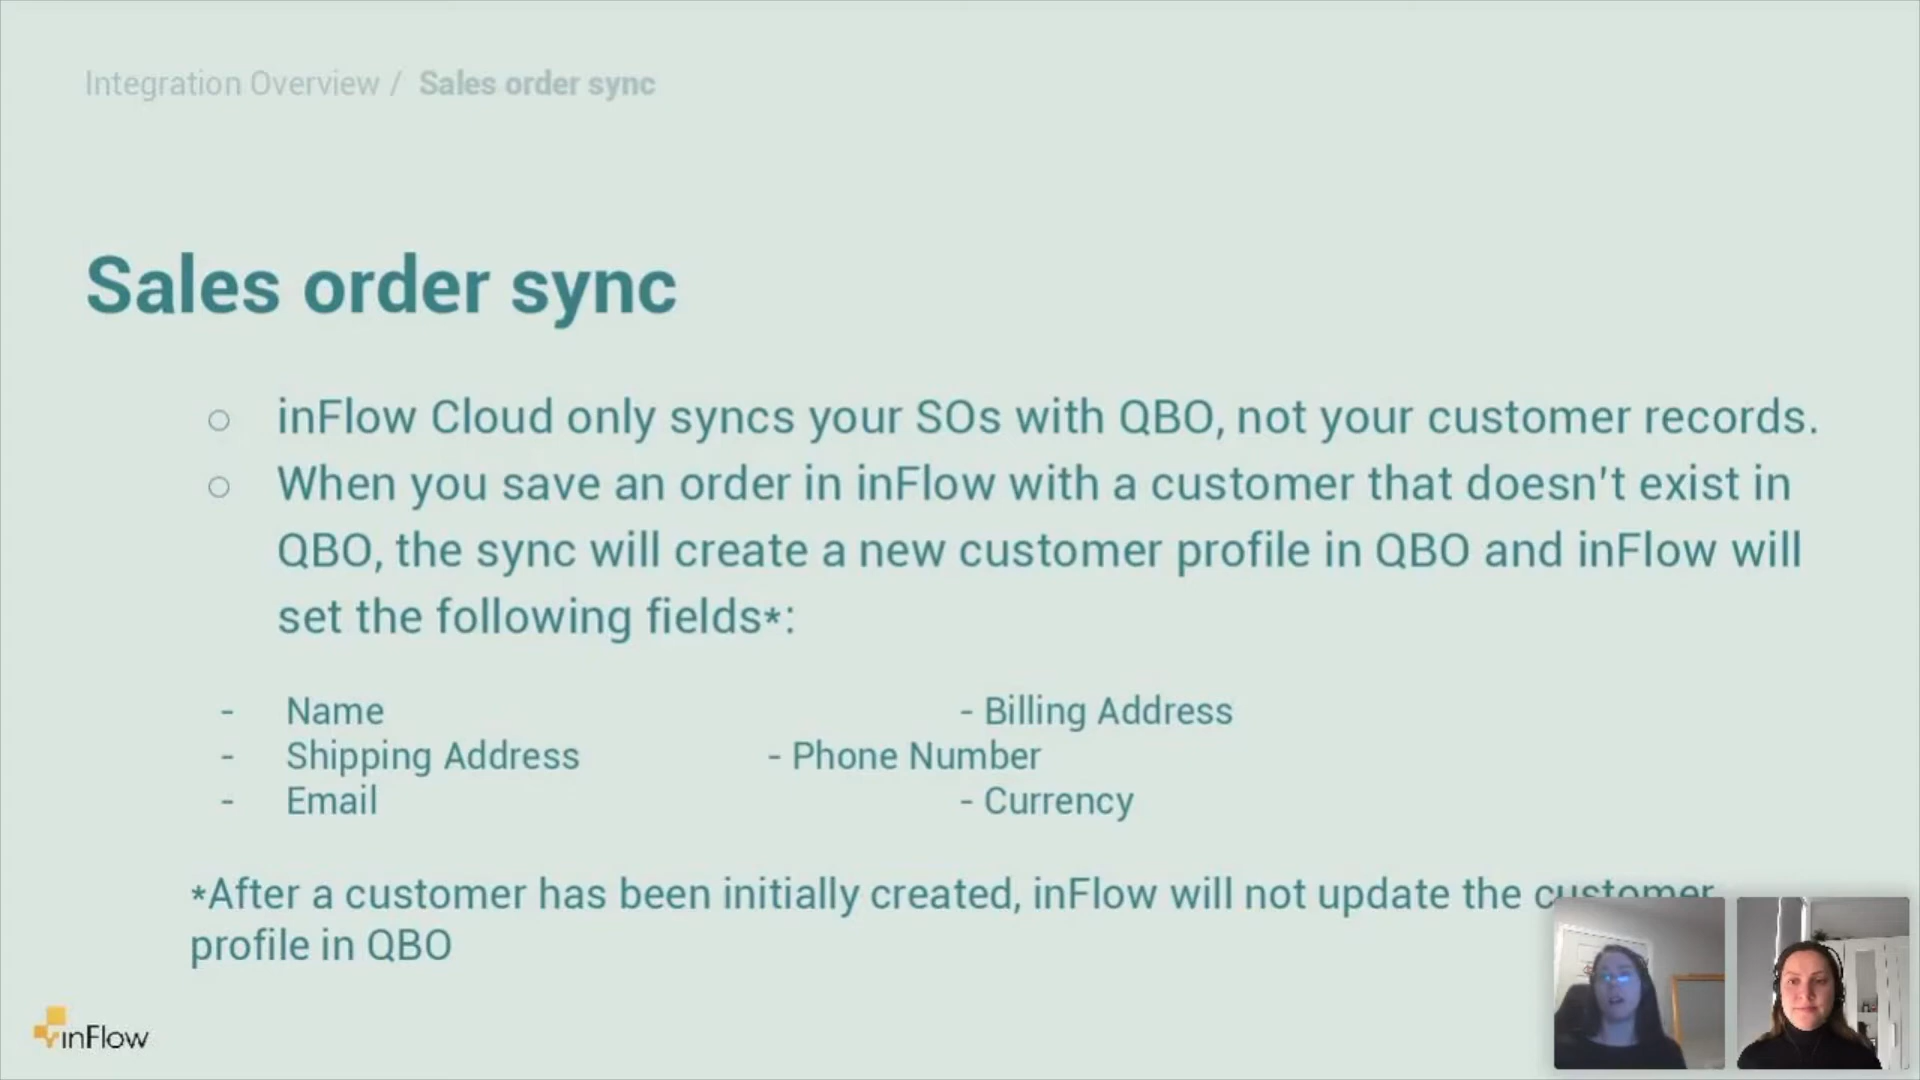 Integration Overview / Sales order sync
Sales order sync
○ inFlow Cloud only syncs your SOs with QBO, not your customer records.
○ When you save an order in inFlow with a customer that doesn't exist in
QBO, the sync will create a new customer profile in QBO and inFlow will
set the following fields*:
- Name - Billing Address
- Shipping Address - Phone Number
- Email - Currency
*After a customer has been initially created, inFlow will not update the customer
profile in QBO
inFlow